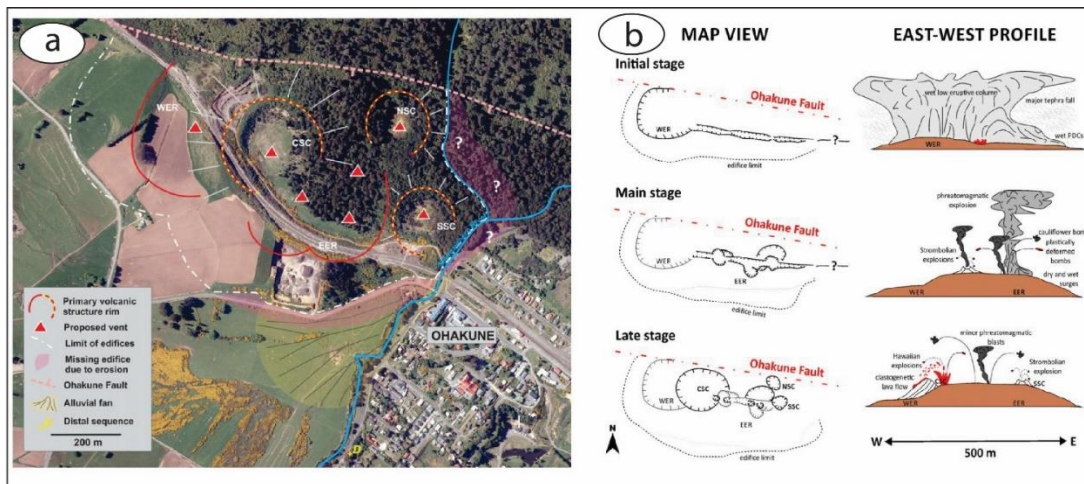 a
WER
CSC
NSC
?
?
?
SSC
EER
OHAKUNE
Primary volcanic
structure rim
Proposed vent
Limit of edifices
Missing edifice
due to erosion
Ohakune Fault
Alluvial fan
Distal sequence
200 m
b
MAP VIEW
EAST-WEST PROFILE
Initial stage
Ohakune Fault
WER
?
edifice limit
wet low eruptive column
major tephra fall
wet PDCs
WER
Main stage
Ohakune Fault
WER
EER
?
edifice limit
phreatomagmatic
explosion
Strombolian
explosions
cauliflower bomb
plastically
deformed
bombs
dry and wet
surges
WER
EER
Late stage
Ohakune Fault
WER
CSC
NSC
SSC
EER
edifice limit
N
minor phreatomagmatic
blasts
Hawaiian
explosions
clastogenetic
lava flow
Strombolian
explosion
SSC
WER
EER
W
E
500 m